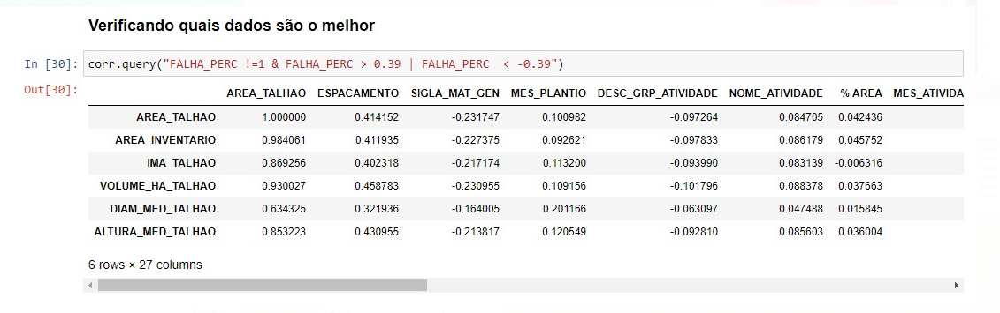 Verificando quais dados são o melhor
In [30]: corr.query("FALHA_PERC !=1 & FALHA_PERC > 0.39 | FALHA_PERC  < -0.39")
Out[30]:
AREA_TALHAO ESPACAMENTO SIGLA_MAT_GEN MES_PLANTIO DESC_GRP_ATIVIDADE NOME_ATIVIDADE % AREA MES_ATIVIDA
AREA_TALHAO 1.000000 0.414152 -0.231747 0.100982 -0.097264 0.084705 0.042436
AREA_INVENTARIO 0.984061 0.411935 -0.227375 0.092621 -0.097833 0.086179 0.045752
IMA_TALHAO 0.869256 0.402318 -0.217174 0.113200 -0.093990 0.083139 -0.006316
VOLUME_HA_TALHAO 0.930027 0.458783 -0.230955 0.109156 -0.101796 0.088378 0.037663
DIAM_MED_TALHAO 0.634325 0.321936 -0.164005 0.201166 -0.063097 0.047488 0.015845
ALTURA_MED_TALHAO 0.853223 0.430955 -0.213817 0.120549 -0.092810 0.085603 0.036004
6 rows × 27 columns